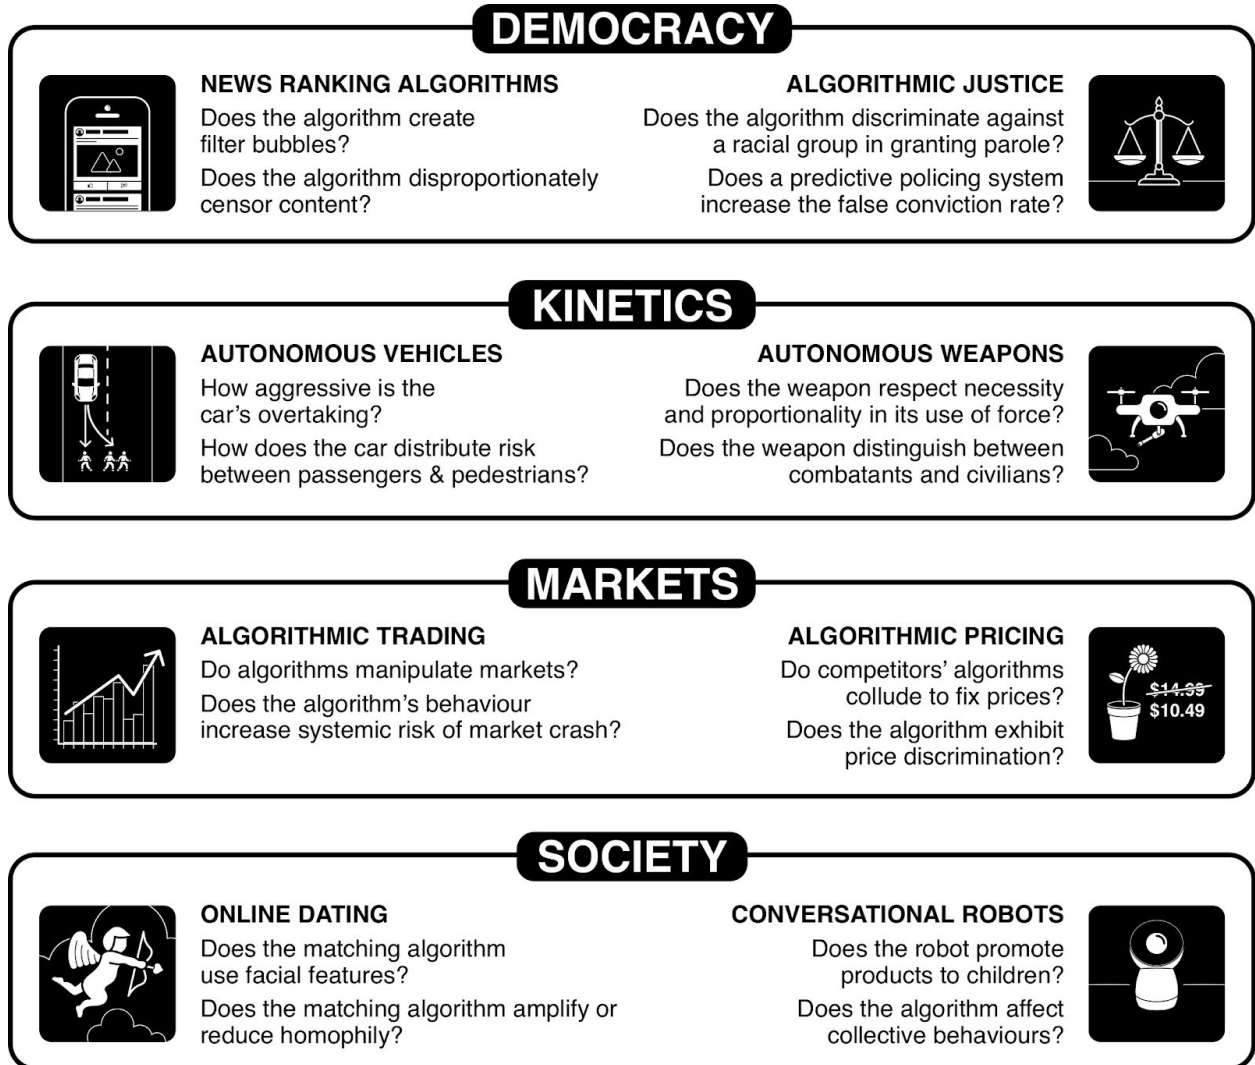 DEMOCRACY
NEWS RANKING ALGORITHMS
Does the algorithm create
filter bubbles?
Does the algorithm disproportionately
censor content?
ALGORITHMIC JUSTICE
Does the algorithm discriminate against
a racial group in granting parole?
Does a predictive policing system
increase the false conviction rate?
KINETICS
AUTONOMOUS VEHICLES
How aggressive is the
car’s overtaking?
How does the car distribute risk
between passengers & pedestrians?
AUTONOMOUS WEAPONS
Does the weapon respect necessity
and proportionality in its use of force?
Does the weapon distinguish between
combatants and civilians?
MARKETS
ALGORITHMIC TRADING
Do algorithms manipulate markets?
Does the algorithm’s behaviour
increase systemic risk of market crash?
ALGORITHMIC PRICING
Do competitors’ algorithms
collude to fix prices?
Does the algorithm exhibit
price discrimination?
$14.99
$10.49
SOCIETY
ONLINE DATING
Does the matching algorithm
use facial features?
Does the matching algorithm amplify or
reduce homophily?
CONVERSATIONAL ROBOTS
Does the robot promote
products to children?
Does the algorithm affect
collective behaviours?